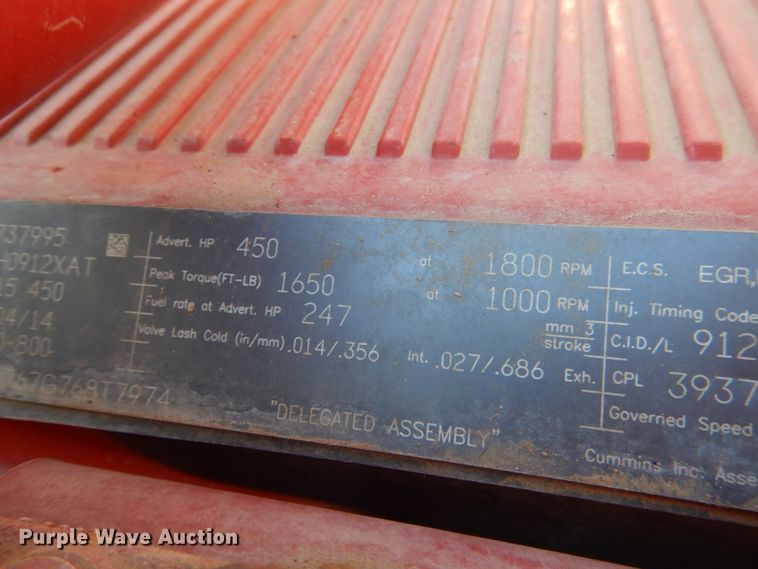 737995
0912XAT
15 450
04/14
0-800
67G768T7974
Advert. HP 450 at 1800 RPM
Peak Torque(FT-LB) 1650 at 1000 RPM
Fuel rate at Advert. HP 247 mm 3 stroke
Valve Lash Cold (in/mm) .014/.356 Int. .027/.686 Exh.
"DELEGATED ASSEMBLY"
E.C.S. EGR,
Inj. Timing Code
C.I.D./L 912
CPL 3937
Governed Speed
Cummins Inc. Asse
Purple Wave Auction